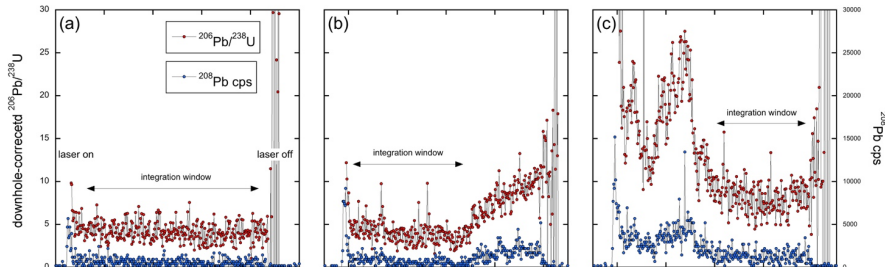 (a)
(b)
(c)
²⁰⁶Pb/²³⁸U
²⁰⁸Pb cps
integration window
laser on
laser off
integration window
integration window
downhole-correcetd ²⁰⁶Pb/²³⁸U
30
25
20
15
10
5
0
30000
25000
20000
15000
10000
5000
0
²⁰⁸Pb cps